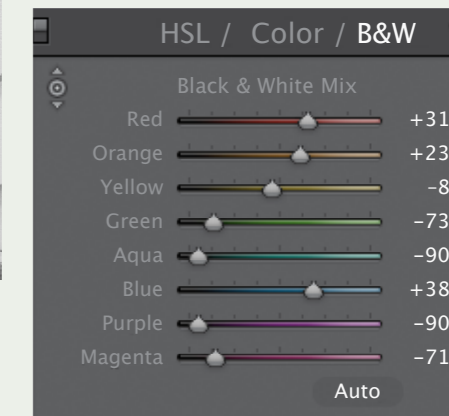 HSL / Color / B&W
Black & White Mix
Red +31
Orange +23
Yellow –8
Green –73
Aqua –90
Blue +38
Purple –90
Magenta –71
Auto